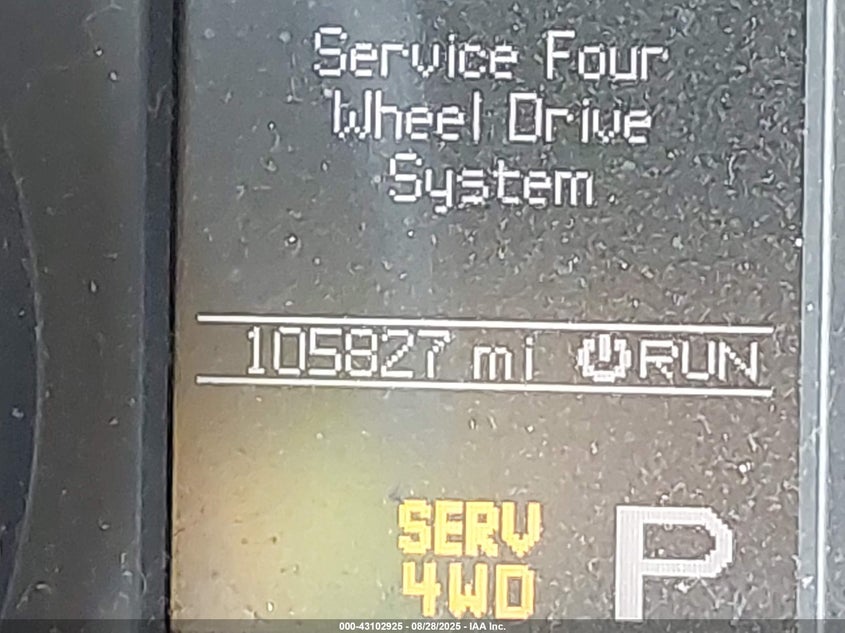 Service Four
Wheel Drive
System
105827 mi RUN
SERV
4WD
P
000-43102925 - 08/28/2025 - IAA Inc.